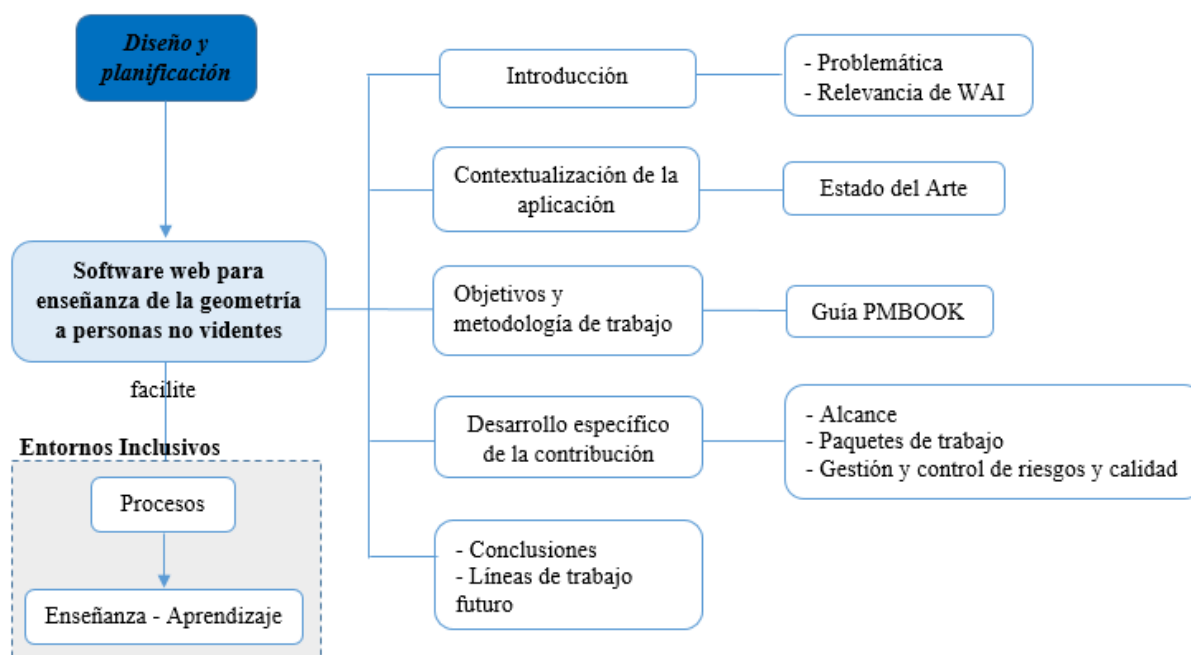 Diseño y
planificación
Software web para
enseñanza de la geometría
a personas no videntes
facilite
Entornos Inclusivos
Procesos
Enseñanza - Aprendizaje
Introducción
- Problemática
- Relevancia de WAI
Contextualización de la
aplicación
Estado del Arte
Objetivos y
metodología de trabajo
Guía PMBOOK
Desarrollo específico
de la contribución
- Alcance
- Paquetes de trabajo
- Gestión y control de riesgos y calidad
- Conclusiones
- Líneas de trabajo
futuro